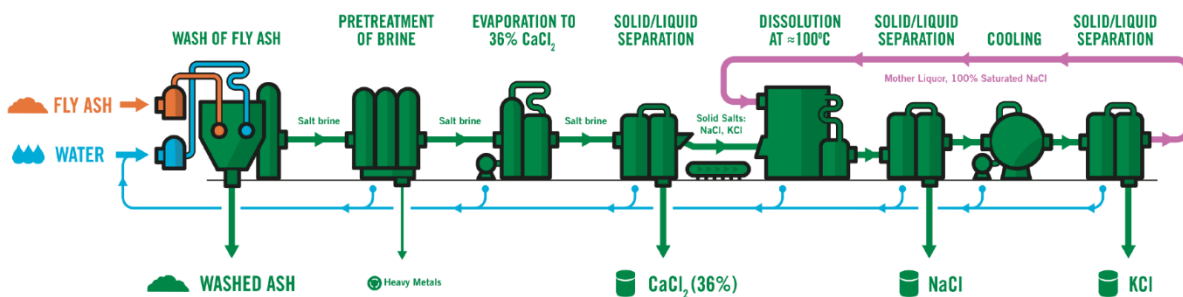 WASH OF FLY ASH
PRETREATMENT
OF BRINE
EVAPORATION TO
36% CaCl₂
SOLID/LIQUID
SEPARATION
DISSOLUTION
AT ≈100ºC
SOLID/LIQUID
SEPARATION
COOLING
SOLID/LIQUID
SEPARATION
Mother Liquor, 100% Saturated NaCl
FLY ASH
WATER
Salt brine
Salt brine
Salt brine
Solid Salts:
NaCl, KCl
WASHED ASH
Heavy Metals
CaCl₂ (36%)
NaCl
KCl